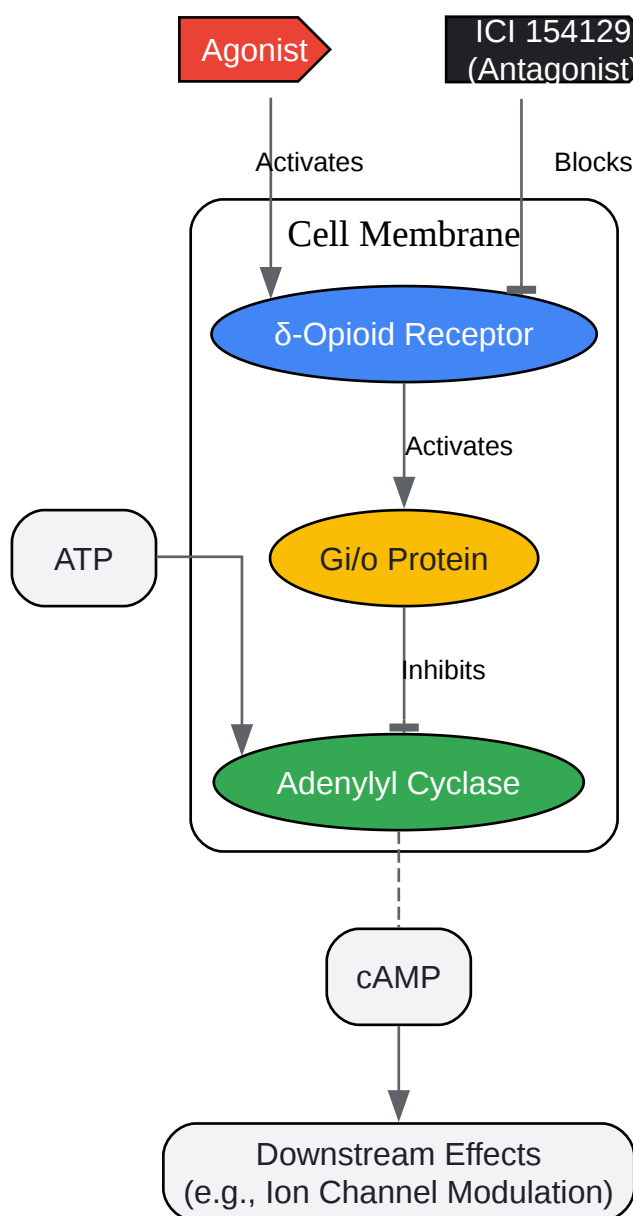 Agonist
ICI 154129
(Antagonist)
Activates
Blocks
Cell Membrane
δ-Opioid Receptor
Activates
ATP
Gi/o Protein
Inhibits
Adenylyl Cyclase
cAMP
Downstream Effects
(e.g., Ion Channel Modulation)